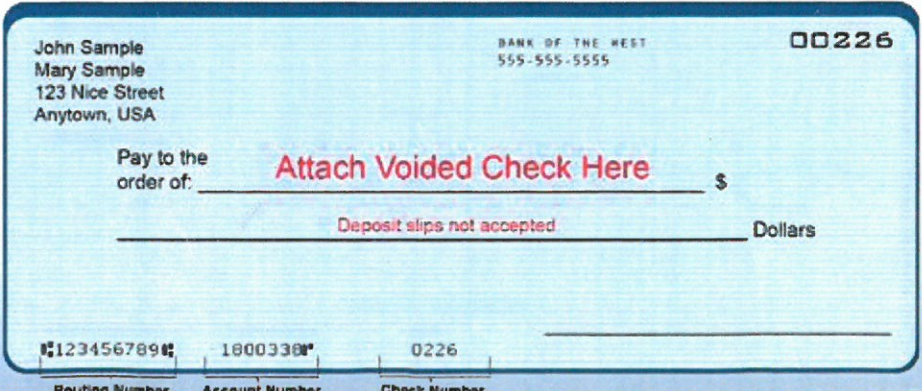 John Sample
Mary Sample
123 Nice Street
Anytown, USA
BANK OF THE WEST
555-555-5555
00226
Pay to the
order of:
Attach Voided Check Here
$
Deposit slips not accepted
Dollars
⑆123456789⑆ 1800338⑈ 0226
Routing Number Account Number Check Number